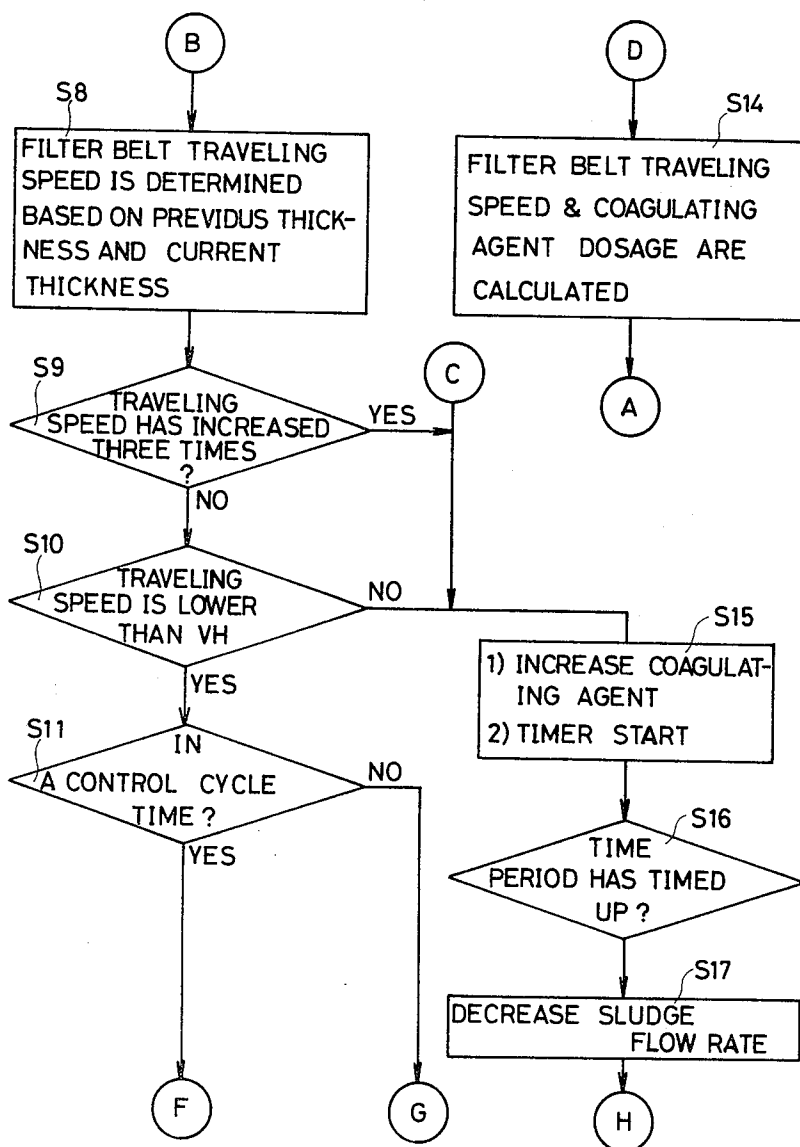 B
S8
FILTER BELT TRAVELING
SPEED IS DETERMINED
BASED ON PREVIDUS THICK-
NESS AND CURRENT
THICKNESS
S9
TRAVELING
SPEED HAS INCREASED
THREE TIMES
?
YES
NO
S10
TRAVELING
SPEED IS LOWER
THAN VH
NO
YES
S11
IN
A CONTROL CYCLE
TIME ?
NO
YES
F
G
D
S14
FILTER BELT TRAVELING
SPEED & COAGULATING
AGENT DOSAGE ARE
CALCULATED
A
C
S15
1) INCREASE COAGULAT-
ING AGENT
2) TIMER START
S16
TIME
PERIOD HAS TIMED
UP ?
S17
DECREASE SLUDGE
FLOW RATE
H